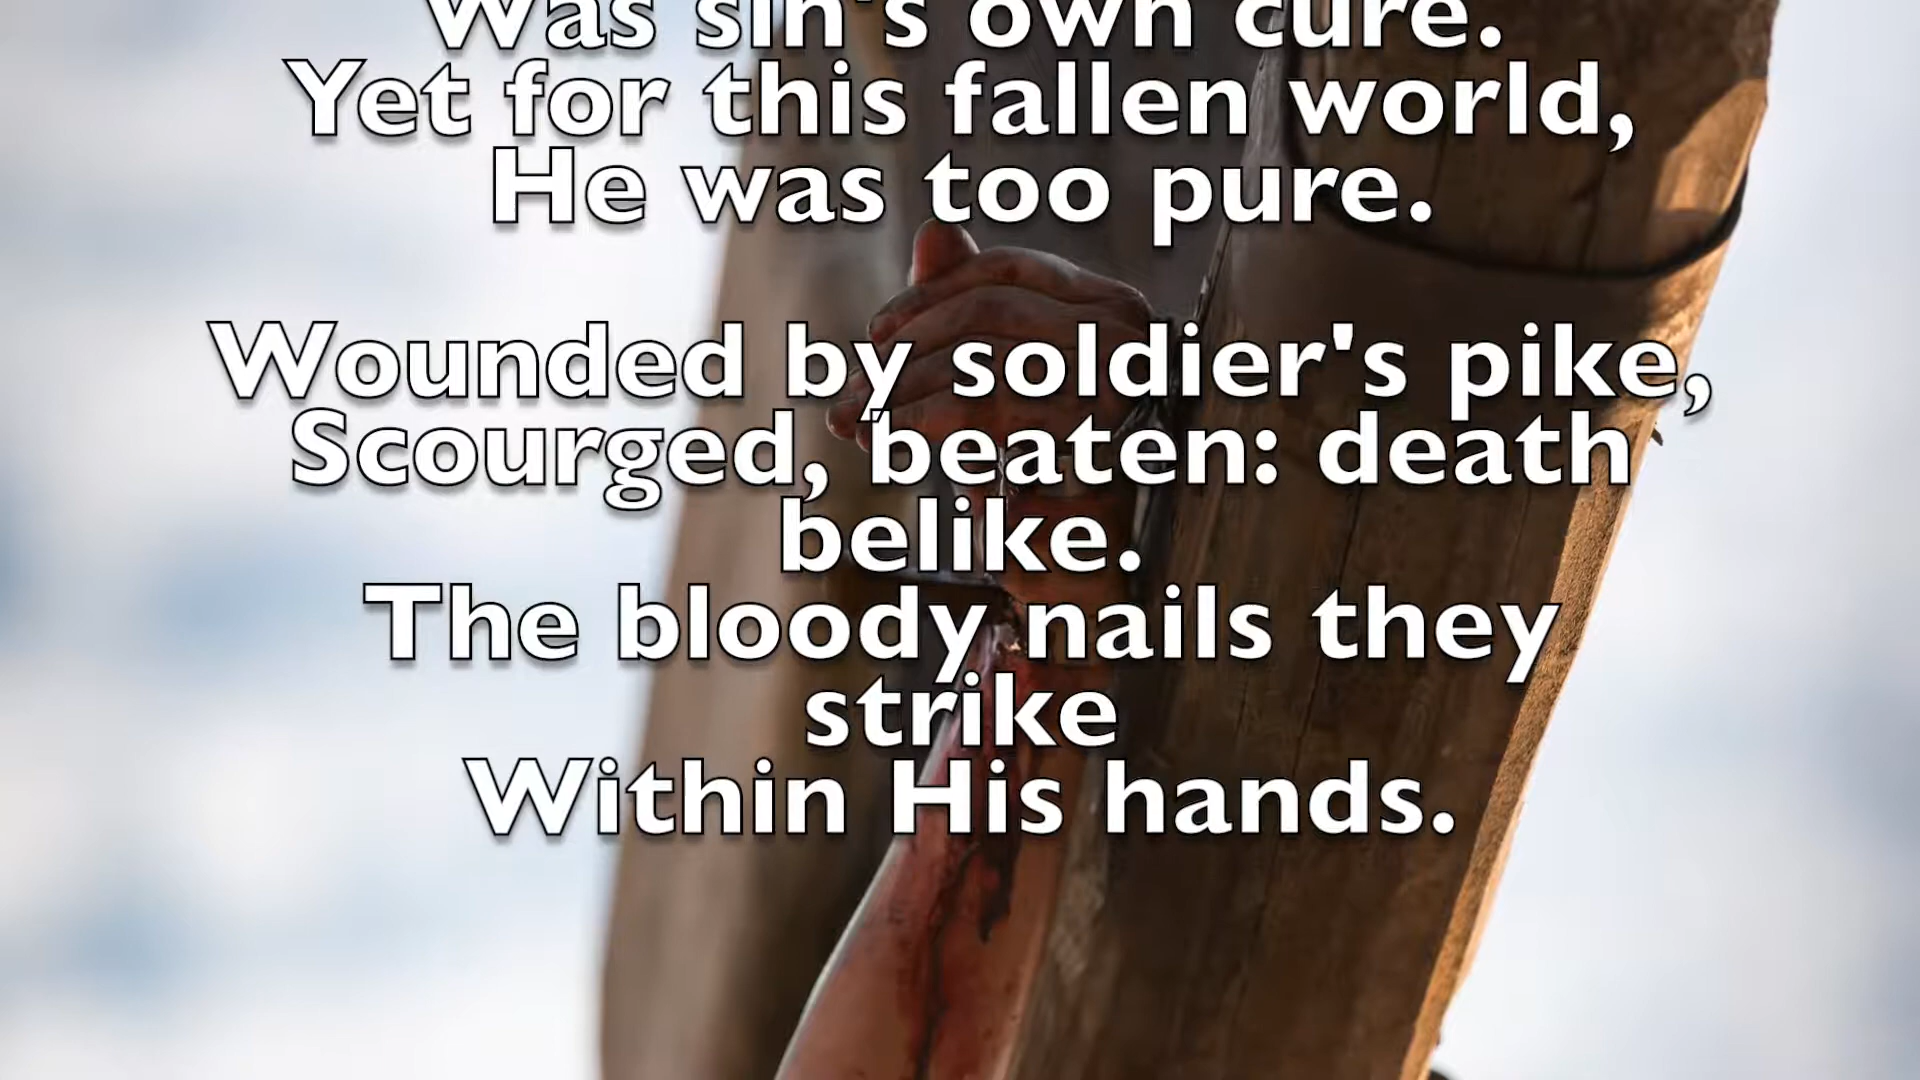 Was sin's own cure.
Yet for this fallen world,
He was too pure.
Wounded by soldier's pike,
Scourged, beaten: death
belike.
The bloody nails they
strike
Within His hands.